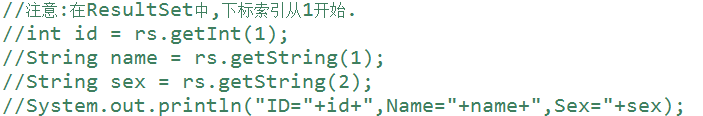 //注意:在ResultSet中,下标索引从1开始.
//int id = rs.getInt(1);
//String name = rs.getString(1);
//String sex = rs.getString(2);
//System.out.println("ID="+id+",Name="+name+",Sex="+sex);